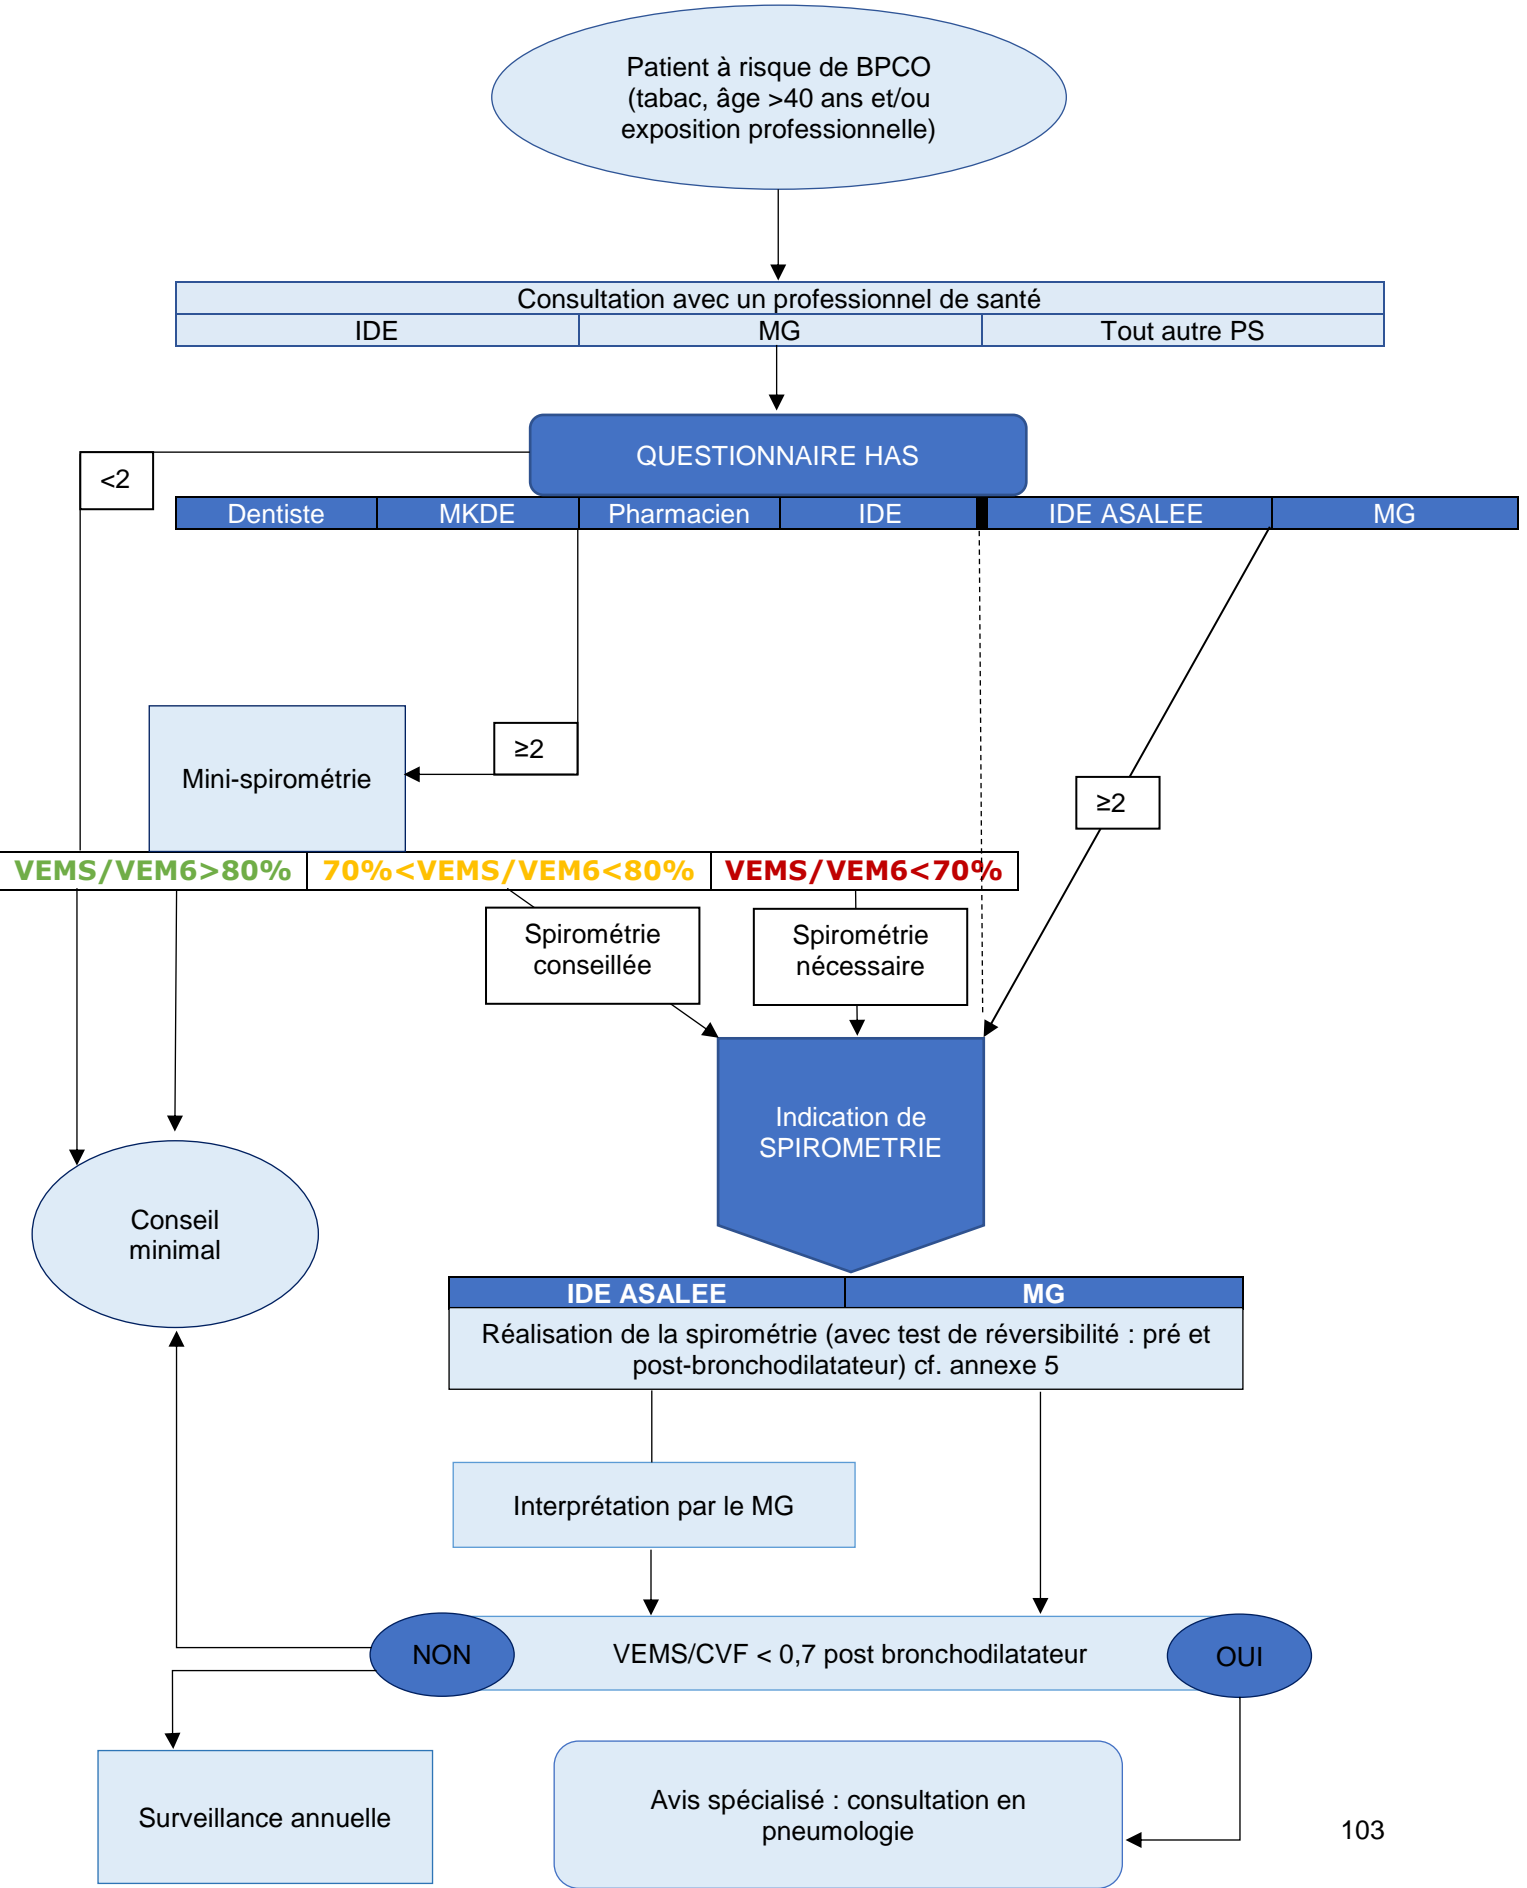 Patient à risque de BPCO
(tabac, âge >40 ans et/ou
exposition professionnelle)
Consultation avec un professionnel de santé
IDE
MG
Tout autre PS
QUESTIONNAIRE HAS
<2
Dentiste
MKDE
Pharmacien
IDE
IDE ASALEE
MG
Mini-spirométrie
≥2
≥2
VEMS/VEM6>80%
70%<VEMS/VEM6<80%
VEMS/VEM6<70%
Spirométrie
conseillée
Spirométrie
nécessaire
Indication de
SPIROMETRIE
Conseil
minimal
IDE ASALEE
MG
Réalisation de la spirométrie (avec test de réversibilité : pré et
post-bronchodilatateur) cf. annexe 5
Interprétation par le MG
NON
VEMS/CVF < 0,7 post bronchodilatateur
OUI
Surveillance annuelle
Avis spécialisé : consultation en
pneumologie
103